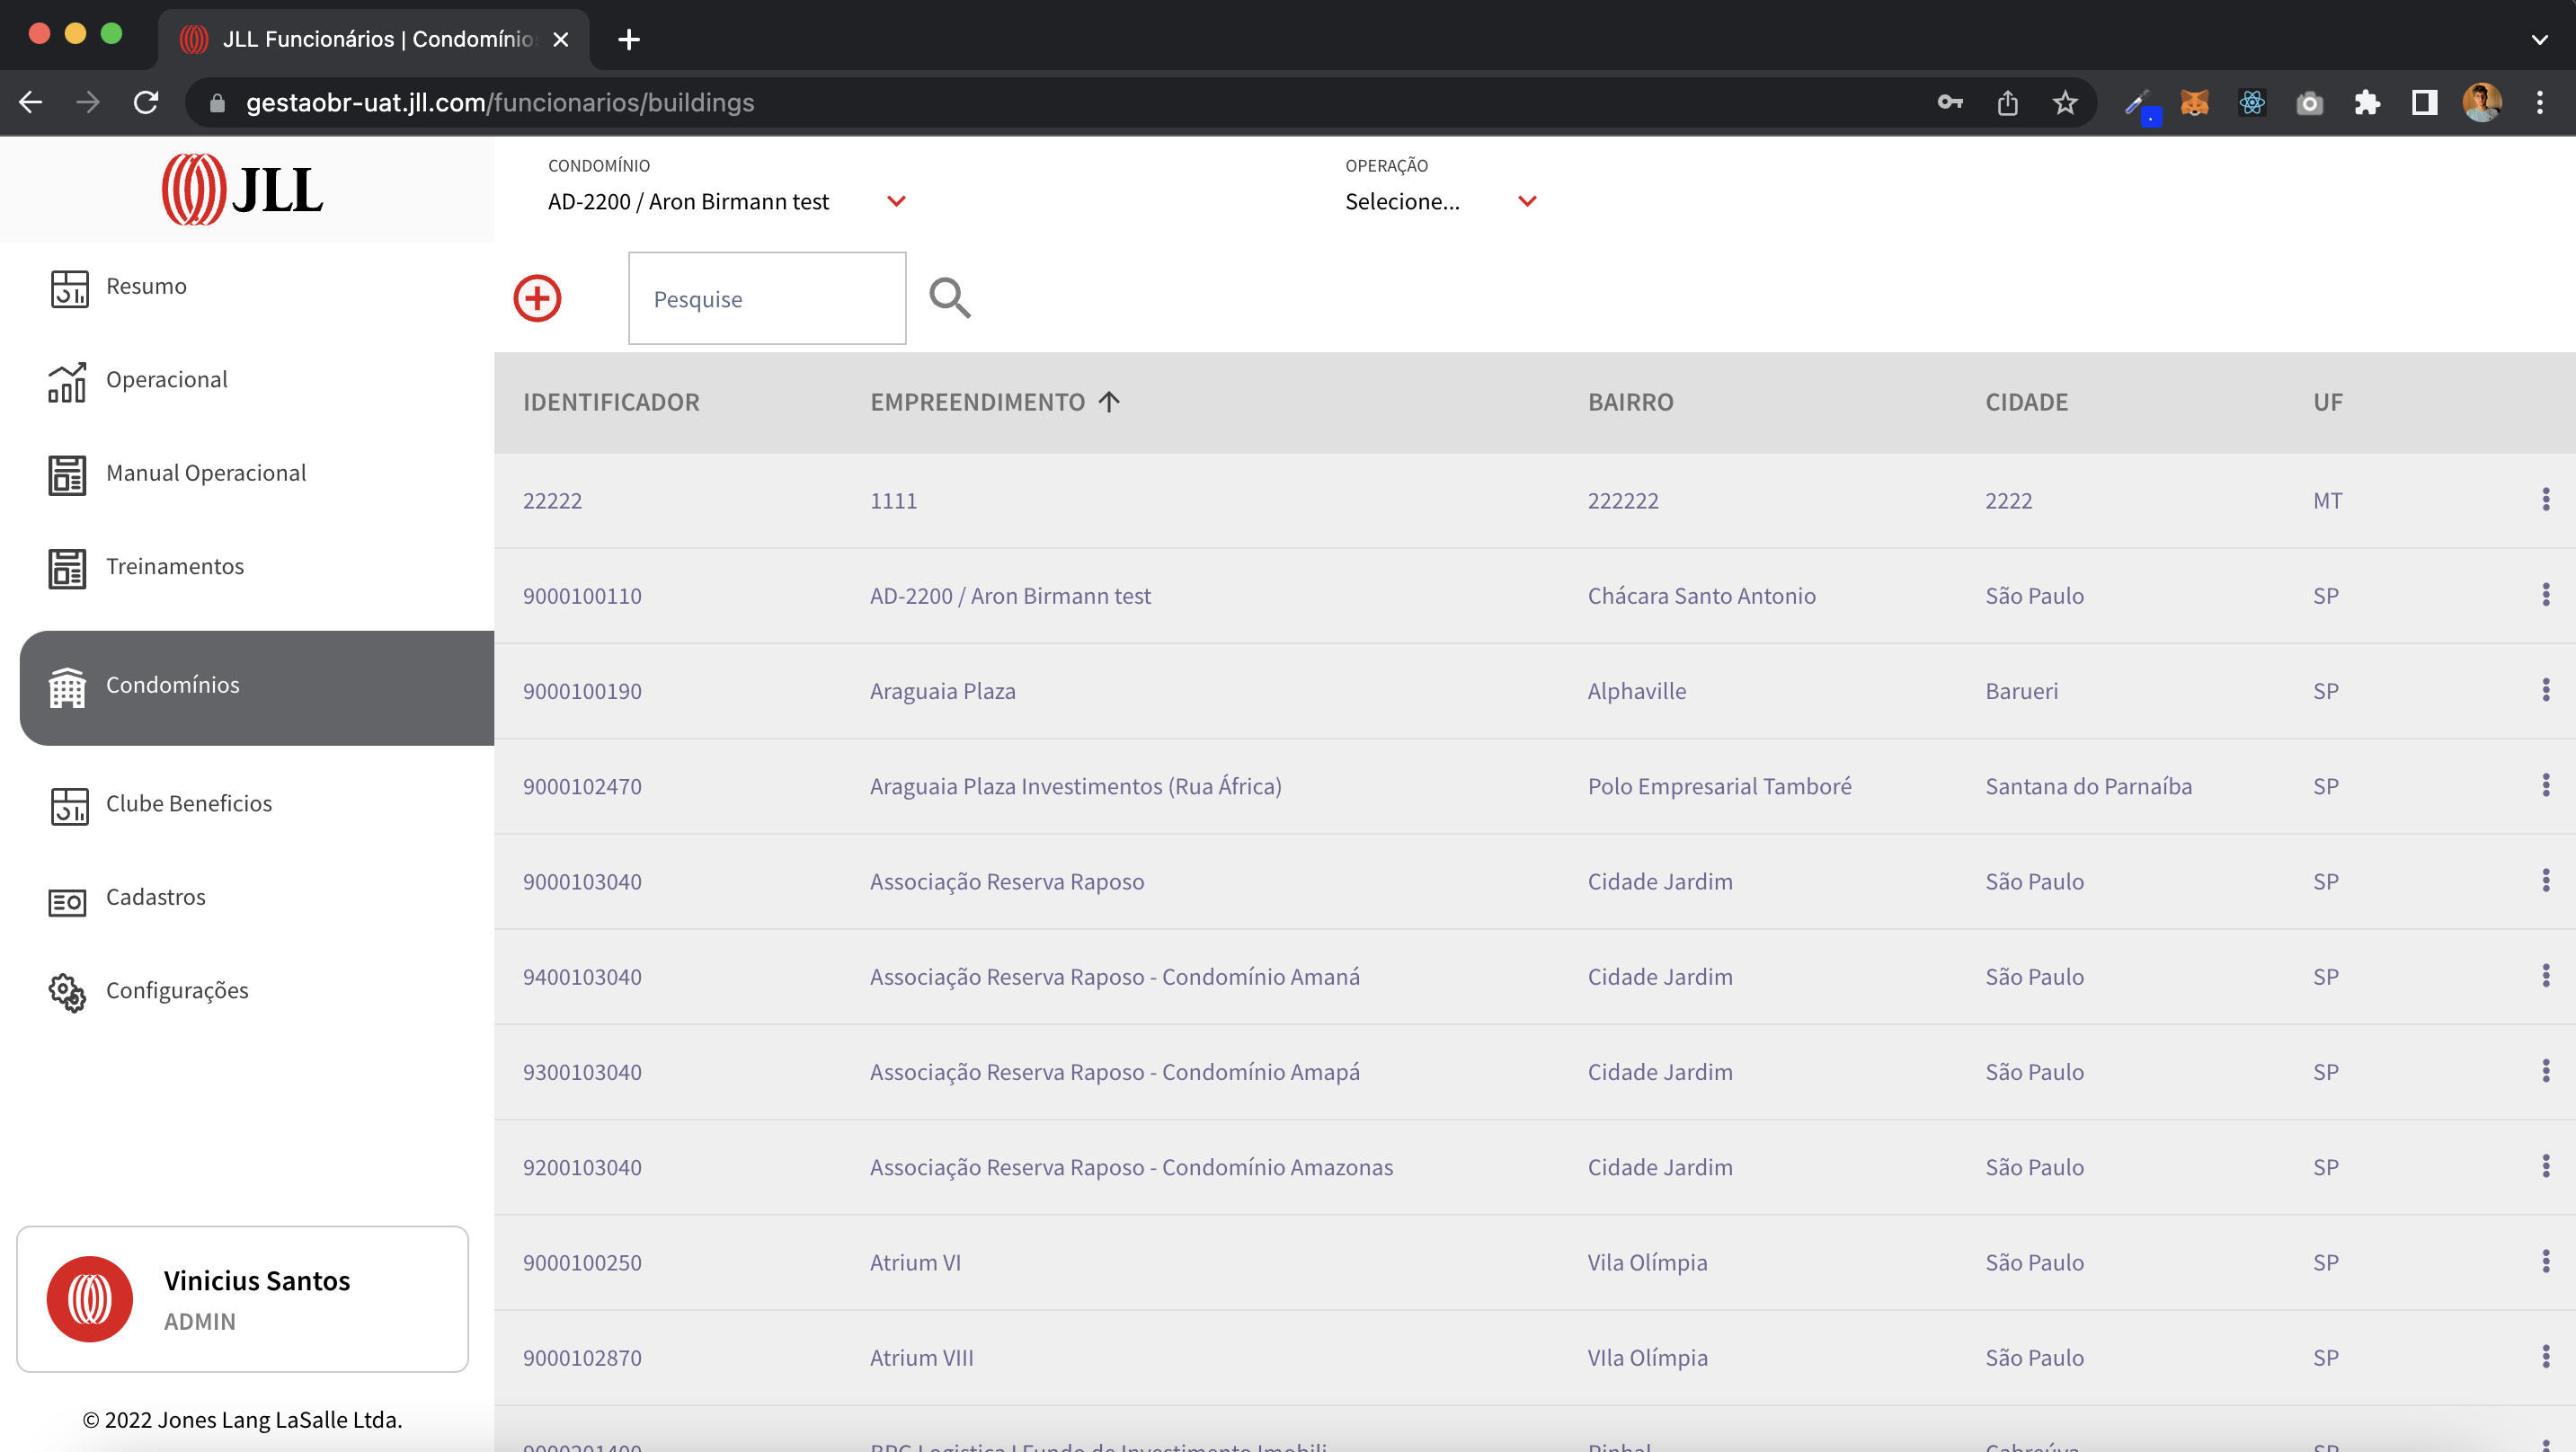 JLL Funcionários | Condomínio
gestaobr-uat.jll.com/funcionarios/buildings
JLL
CONDOMÍNIO
AD-2200 / Aron Birmann test
OPERAÇÃO
Selecione...
Pesquise
Resumo
Operacional
Manual Operacional
Treinamentos
Condomínios
Clube Beneficios
Cadastros
Configurações
Vinicius Santos
ADMIN
© 2022 Jones Lang LaSalle Ltda.
IDENTIFICADOR EMPREENDIMENTO BAIRRO CIDADE UF
22222 1111 222222 2222 MT
9000100110 AD-2200 / Aron Birmann test Chácara Santo Antonio São Paulo SP
9000100190 Araguaia Plaza Alphaville Barueri SP
9000102470 Araguaia Plaza Investimentos (Rua África) Polo Empresarial Tamboré Santana do Parnaíba SP
9000103040 Associação Reserva Raposo Cidade Jardim São Paulo SP
9400103040 Associação Reserva Raposo - Condomínio Amaná Cidade Jardim São Paulo SP
9300103040 Associação Reserva Raposo - Condomínio Amapá Cidade Jardim São Paulo SP
9200103040 Associação Reserva Raposo - Condomínio Amazonas Cidade Jardim São Paulo SP
9000100250 Atrium VI Vila Olímpia São Paulo SP
9000102870 Atrium VIII VIla Olímpia São Paulo SP